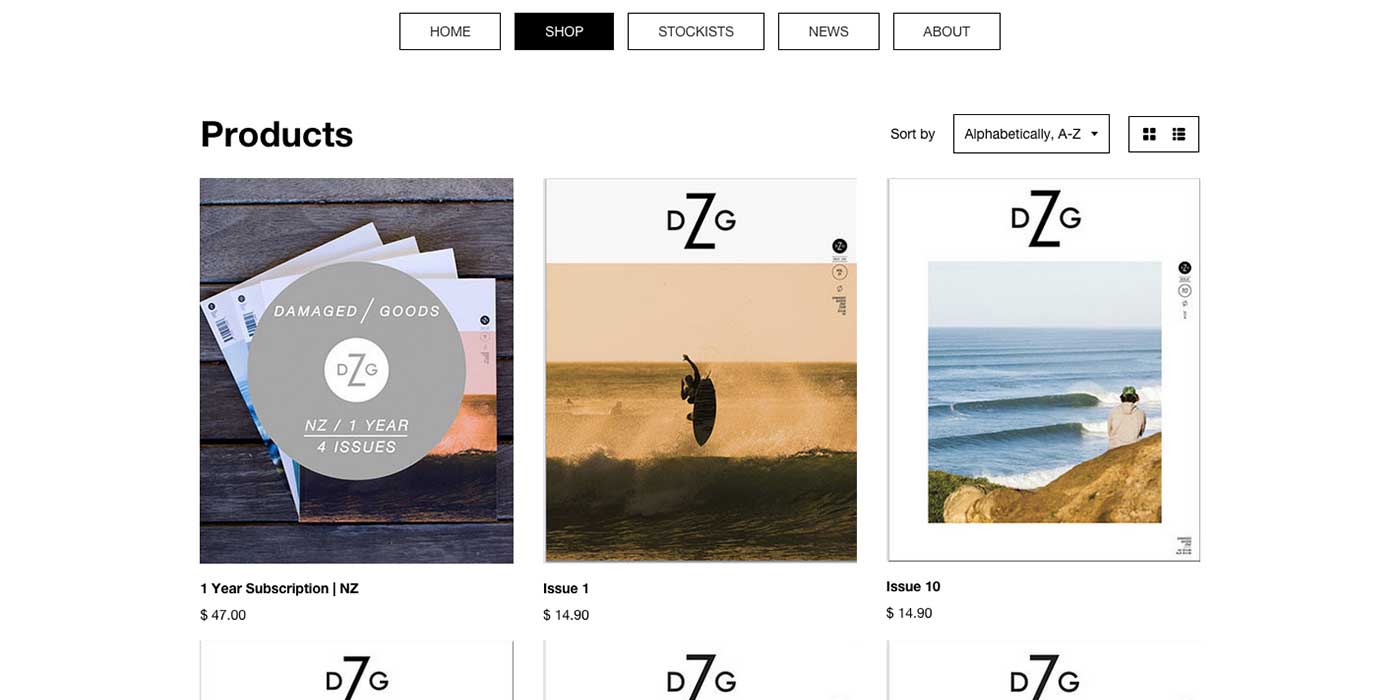 HOME SHOP STOCKISTS NEWS ABOUT
Products
Sort by Alphabetically, A-Z
DAMAGED / GOODS
DZG
NZ / 1 YEAR
4 ISSUES
DZG
DZG
10
1 Year Subscription | NZ
$ 47.00
Issue 1
$ 14.90
Issue 10
$ 14.90
DZG
DZG
DZG